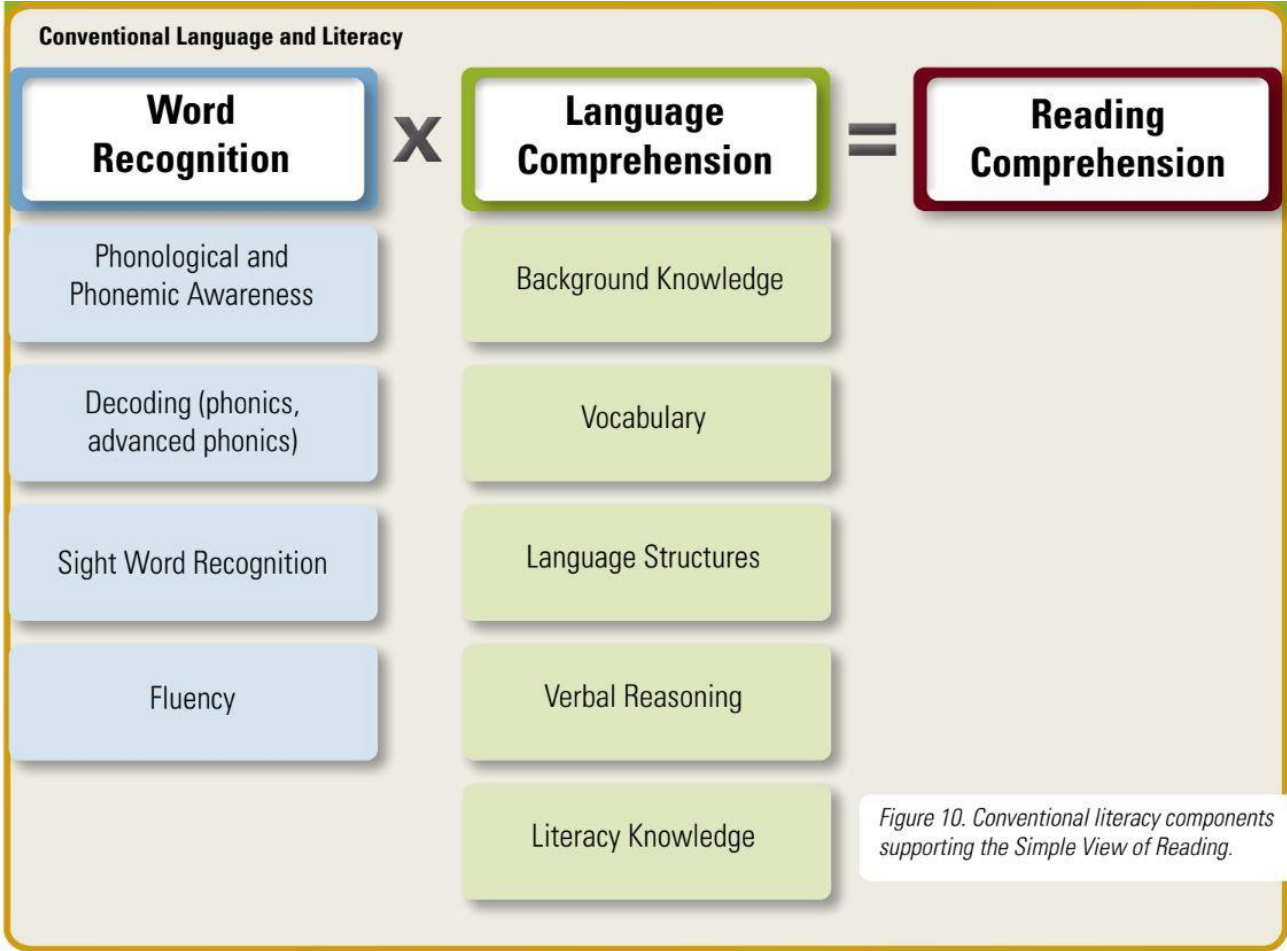 Conventional Language and Literacy
Word
Recognition
X
Language
Comprehension
=
Reading
Comprehension
Phonological and
Phonemic Awareness
Decoding (phonics,
advanced phonics)
Sight Word Recognition
Fluency
Background Knowledge
Vocabulary
Language Structures
Verbal Reasoning
Literacy Knowledge
Figure 10. Conventional literacy components
supporting the Simple View of Reading.